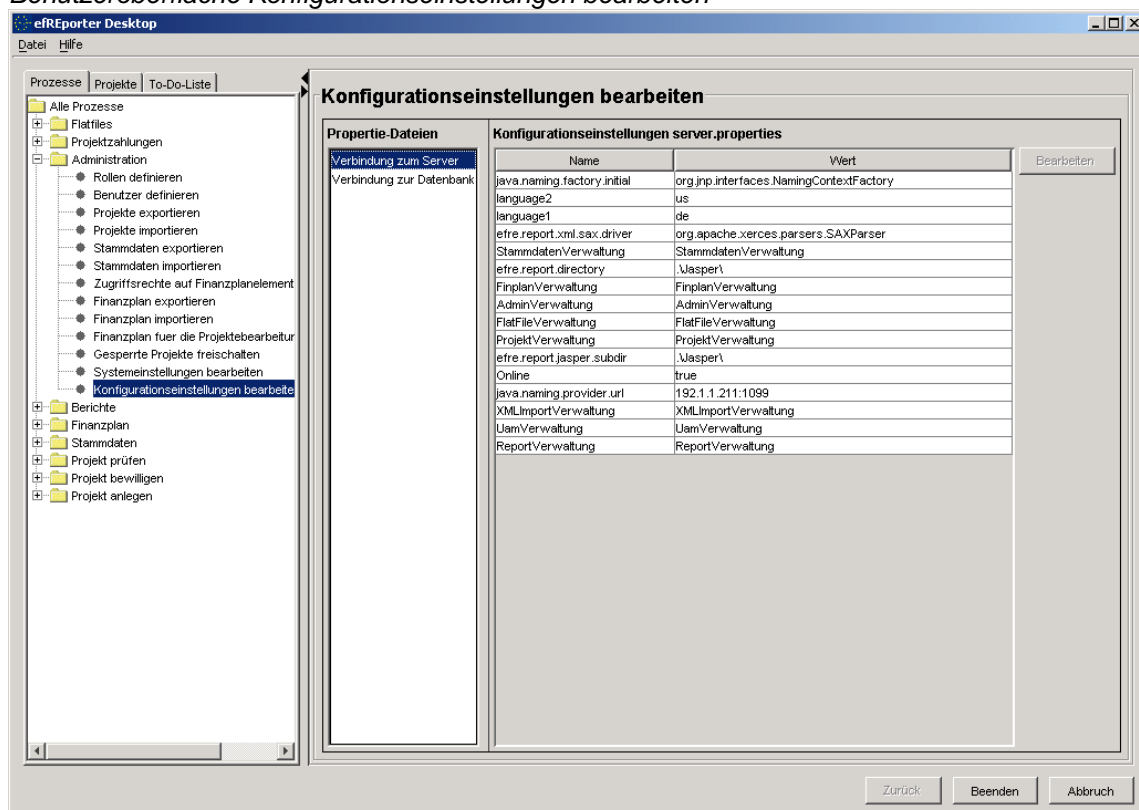 Benutzeroberfläche Konfigurationseinstellungen bearbeiten
efREporter Desktop
Datei Hilfe
Prozesse Projekte To-Do-Liste
Alle Prozesse
Flatfiles
Projektzahlungen
Administration
Rollen definieren
Benutzer definieren
Projekte exportieren
Projekte importieren
Stammdaten exportieren
Stammdaten importieren
Zugriffsrechte auf Finanzplanelement
Finanzplan exportieren
Finanzplan importieren
Finanzplan fuer die Projektebearbeitur
Gesperrte Projekte freischalten
Systemeinstellungen bearbeiten
Konfigurationseinstellungen bearbeite
Berichte
Finanzplan
Stammdaten
Projekt prüfen
Projekt bewilligen
Projekt anlegen
Konfigurationseinstellungen bearbeiten
Propertie-Dateien
Verbindung zum Server
Verbindung zur Datenbank
Konfigurationseinstellungen server.properties
Name Wert
java.naming.factory.initial org.jnp.interfaces.NamingContextFactory
language2 us
language1 de
efre.report.xml.sax.driver org.apache.xerces.parsers.SAXParser
StammdatenVerwaltung StammdatenVerwaltung
efre.report.directory .\Jasper\
FinplanVerwaltung FinplanVerwaltung
AdminVerwaltung AdminVerwaltung
FlatFileVerwaltung FlatFileVerwaltung
ProjektVerwaltung ProjektVerwaltung
efre.report.jasper.subdir .\Jasper\
Online true
java.naming.provider.url 192.1.1.211:1099
XMLImportVerwaltung XMLImportVerwaltung
UamVerwaltung UamVerwaltung
ReportVerwaltung ReportVerwaltung
Bearbeiten
Zurück Beenden Abbruch